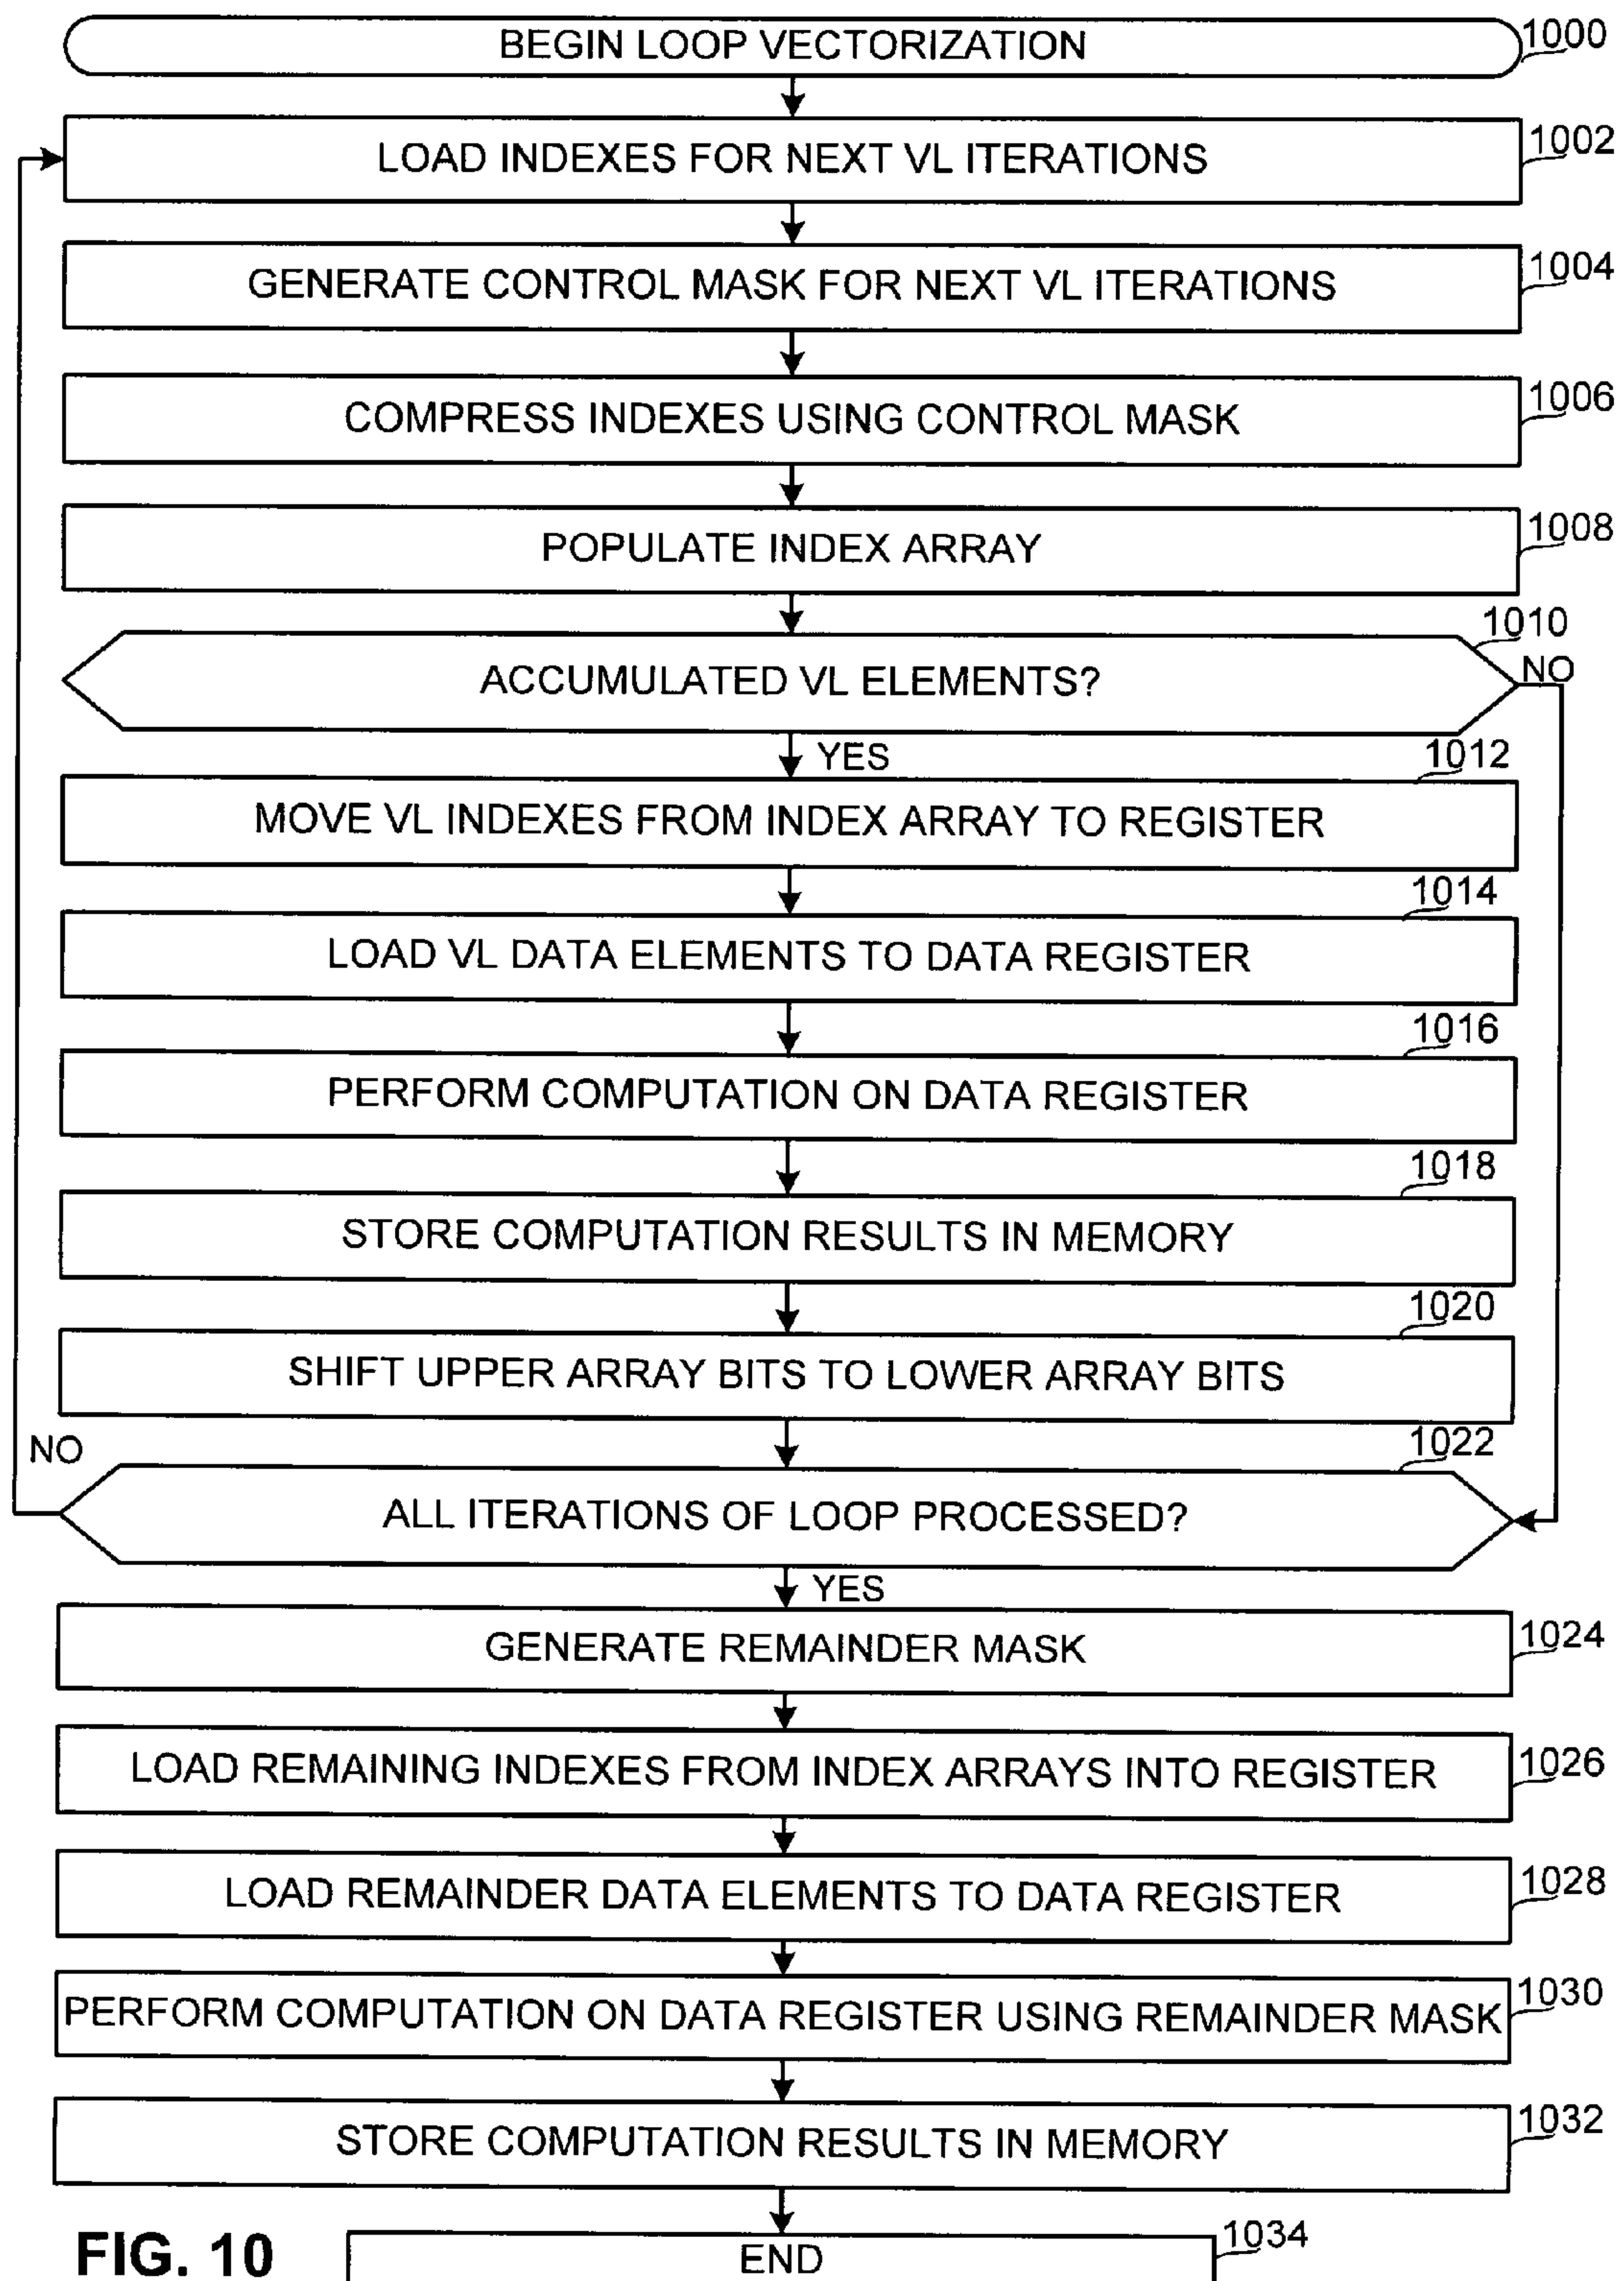 BEGIN LOOP VECTORIZATION
1000
LOAD INDEXES FOR NEXT VL ITERATIONS
1002
GENERATE CONTROL MASK FOR NEXT VL ITERATIONS
1004
COMPRESS INDEXES USING CONTROL MASK
1006
POPULATE INDEX ARRAY
1008
1010
ACCUMULATED VL ELEMENTS?
NO
YES
1012
MOVE VL INDEXES FROM INDEX ARRAY TO REGISTER
1014
LOAD VL DATA ELEMENTS TO DATA REGISTER
1016
PERFORM COMPUTATION ON DATA REGISTER
1018
STORE COMPUTATION RESULTS IN MEMORY
1020
SHIFT UPPER ARRAY BITS TO LOWER ARRAY BITS
NO
1022
ALL ITERATIONS OF LOOP PROCESSED?
YES
GENERATE REMAINDER MASK
1024
LOAD REMAINING INDEXES FROM INDEX ARRAYS INTO REGISTER
1026
LOAD REMAINDER DATA ELEMENTS TO DATA REGISTER
1028
PERFORM COMPUTATION ON DATA REGISTER USING REMAINDER MASK
1030
STORE COMPUTATION RESULTS IN MEMORY
1032
FIG. 10
END
1034